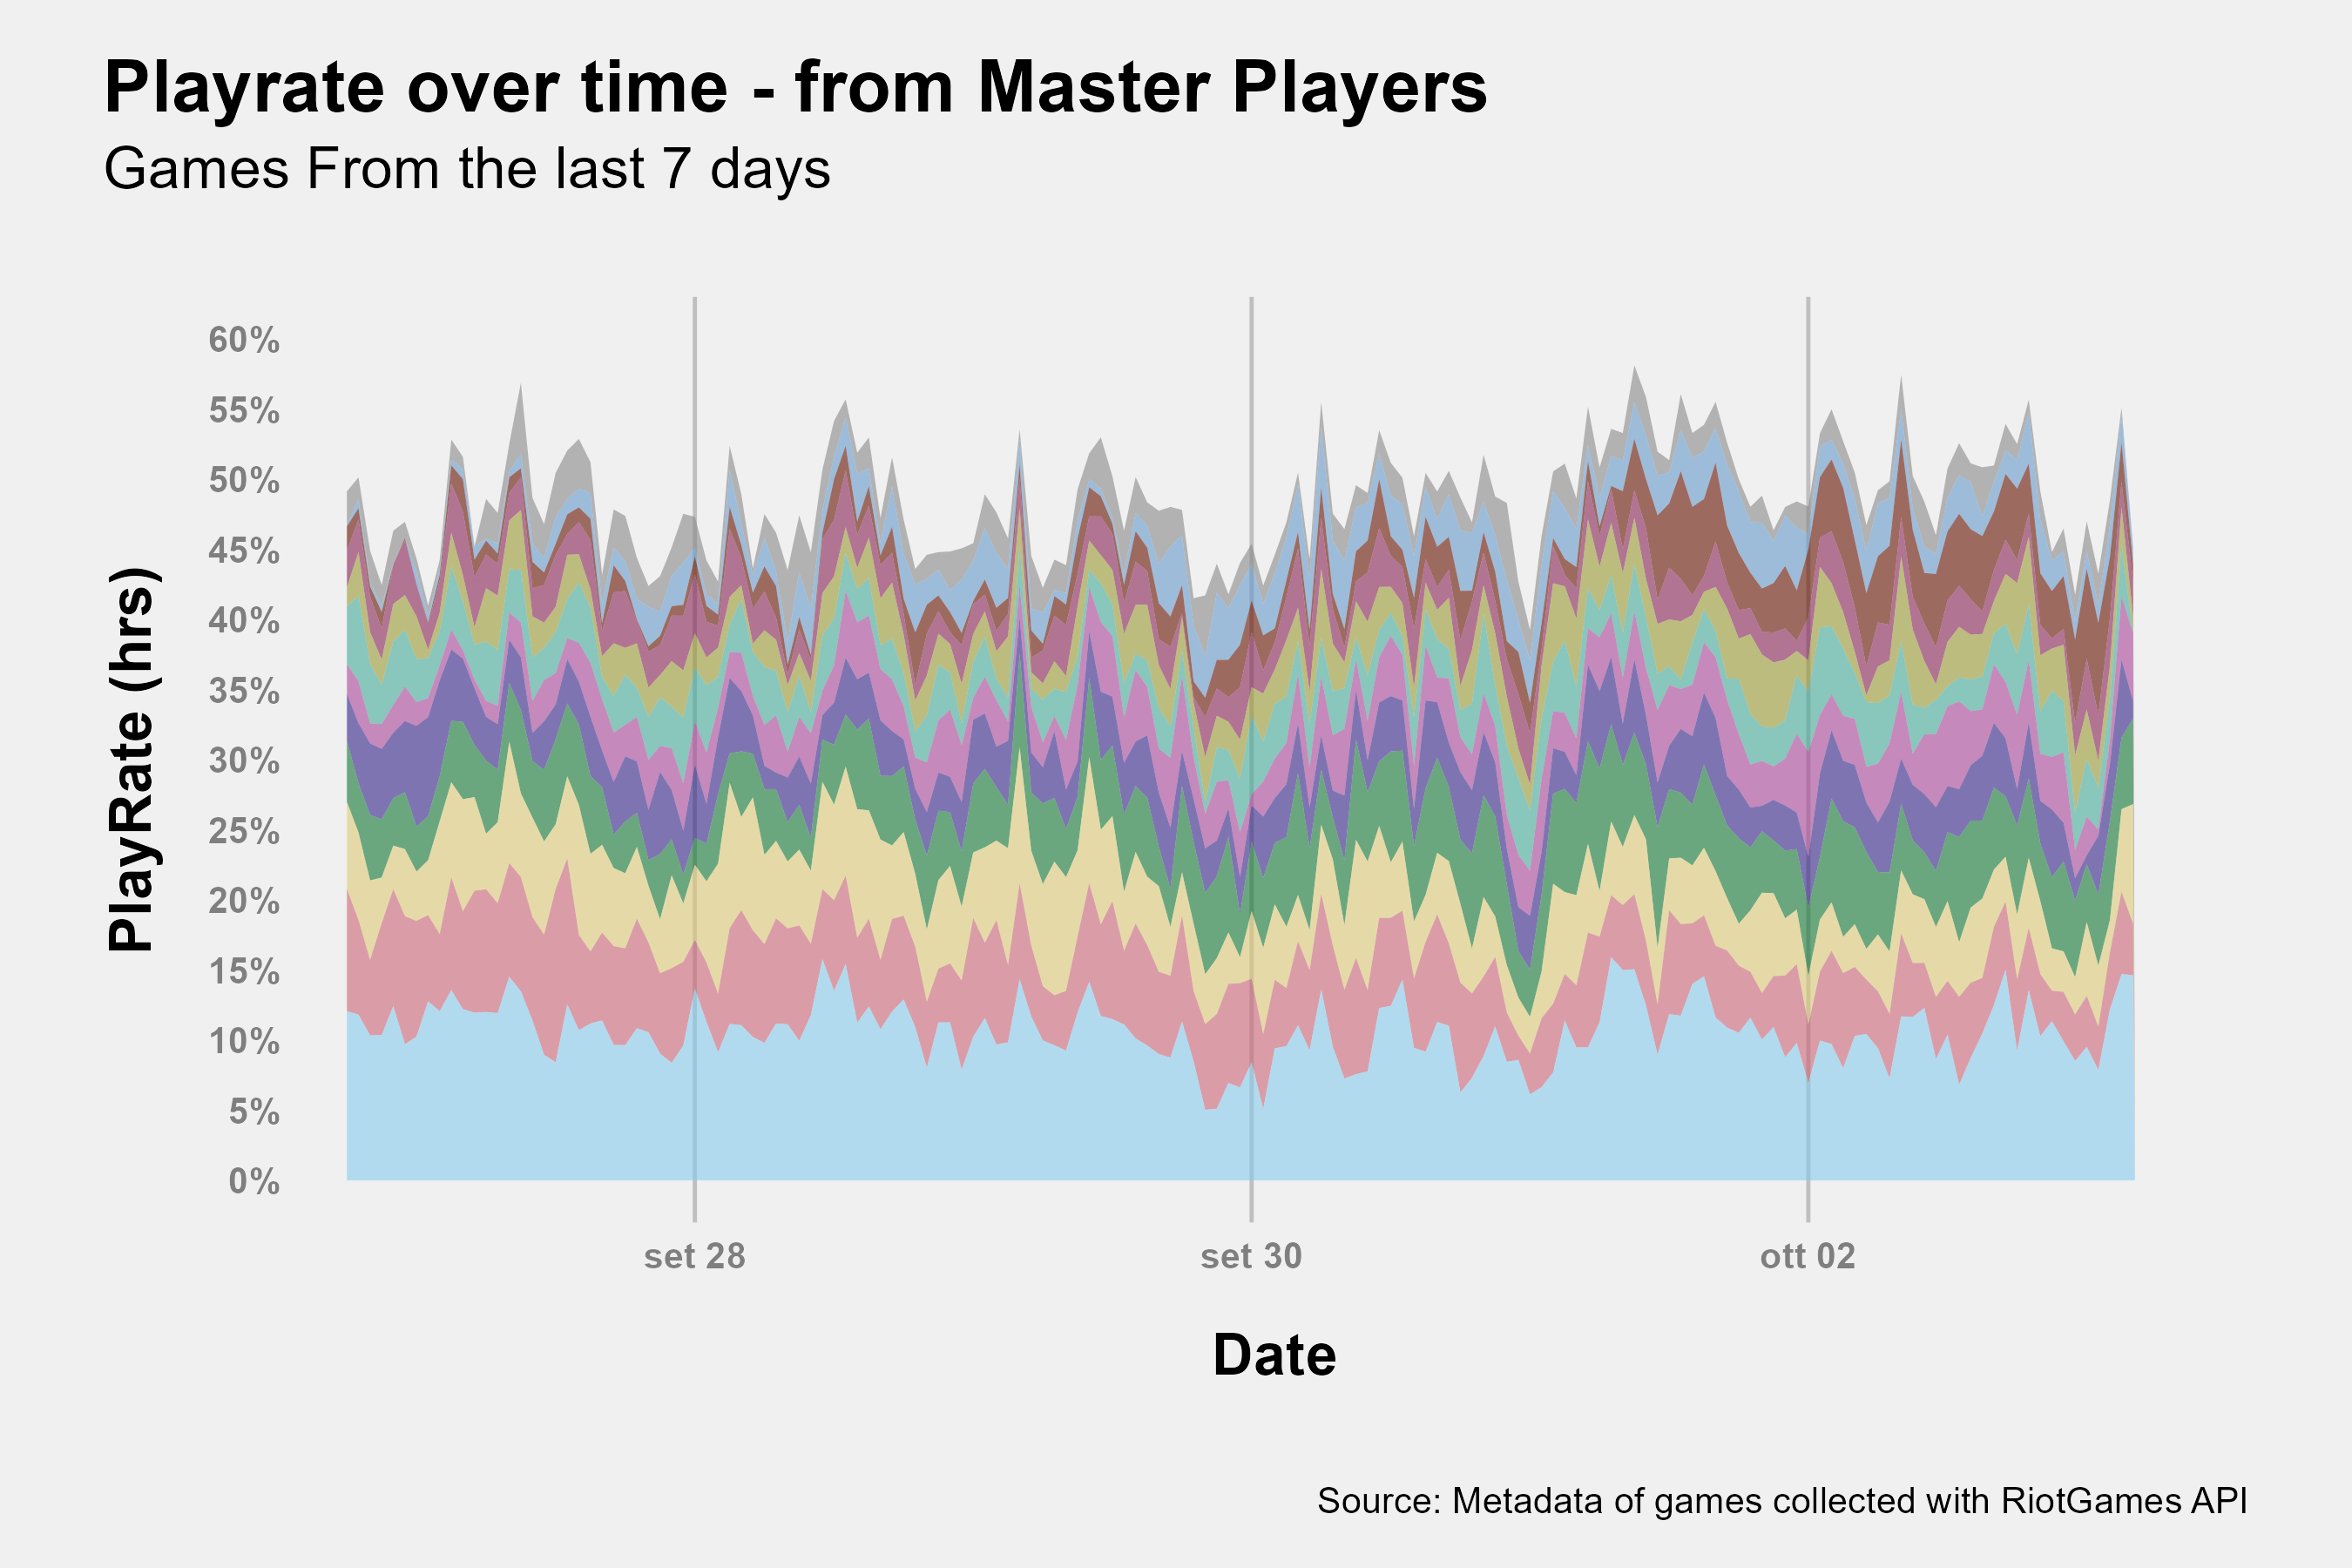 Playrate over time - from Master Players
Games From the last 7 days
PlayRate (hrs)
60%
55%
50%
45%
40%
35%
30%
25%
20%
15%
10%
5%
0%
set 28
set 30
ott 02
Date
Source: Metadata of games collected with RiotGames API